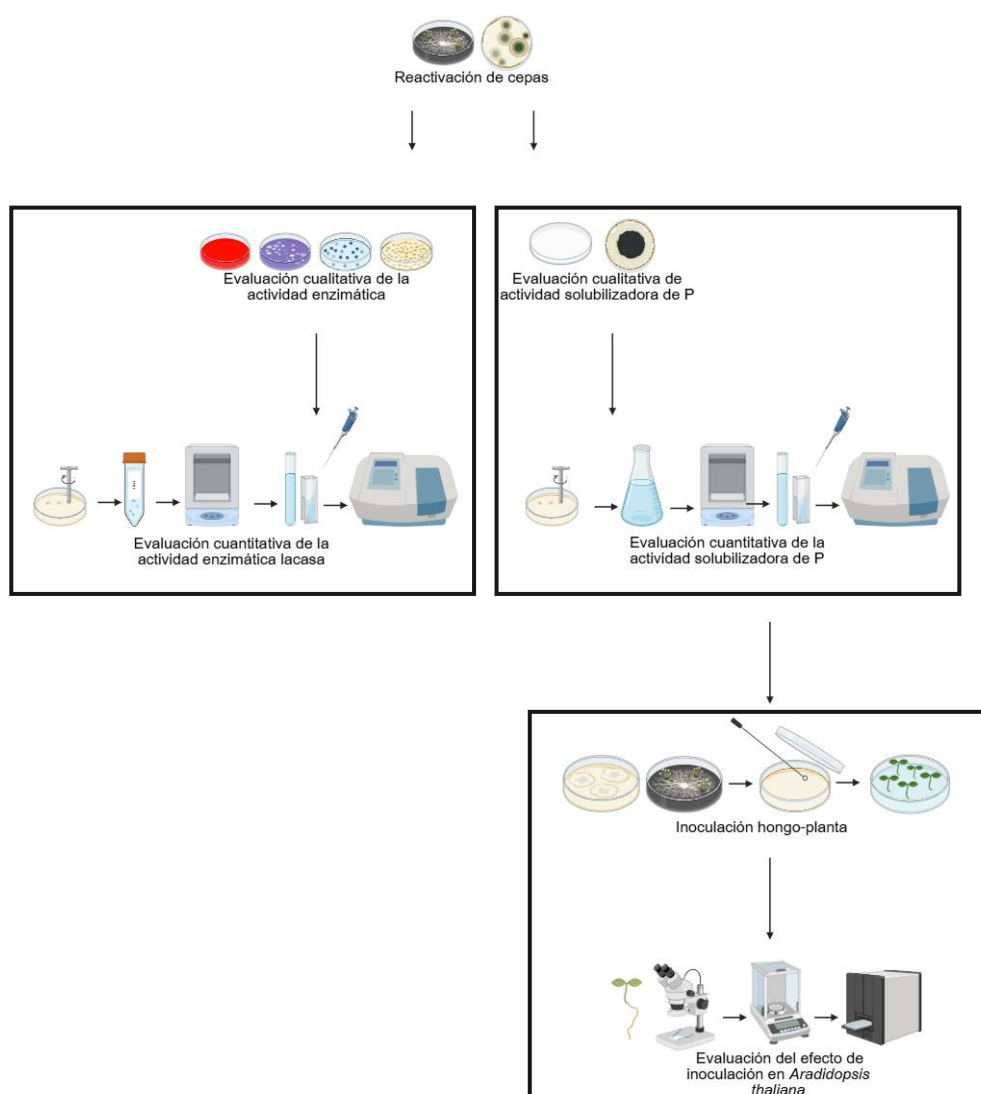 Reactivación de cepas
Evaluación cualitativa de la
actividad enzimática
Evaluación cuantitativa de la
actividad enzimática lacasa
Evaluación cualitativa de
actividad solubilizadora de P
Evaluación cuantitativa de la
actividad solubilizadora de P
Inoculación hongo-planta
Evaluación del efecto de
inoculación en Aradidopsis
thaliana